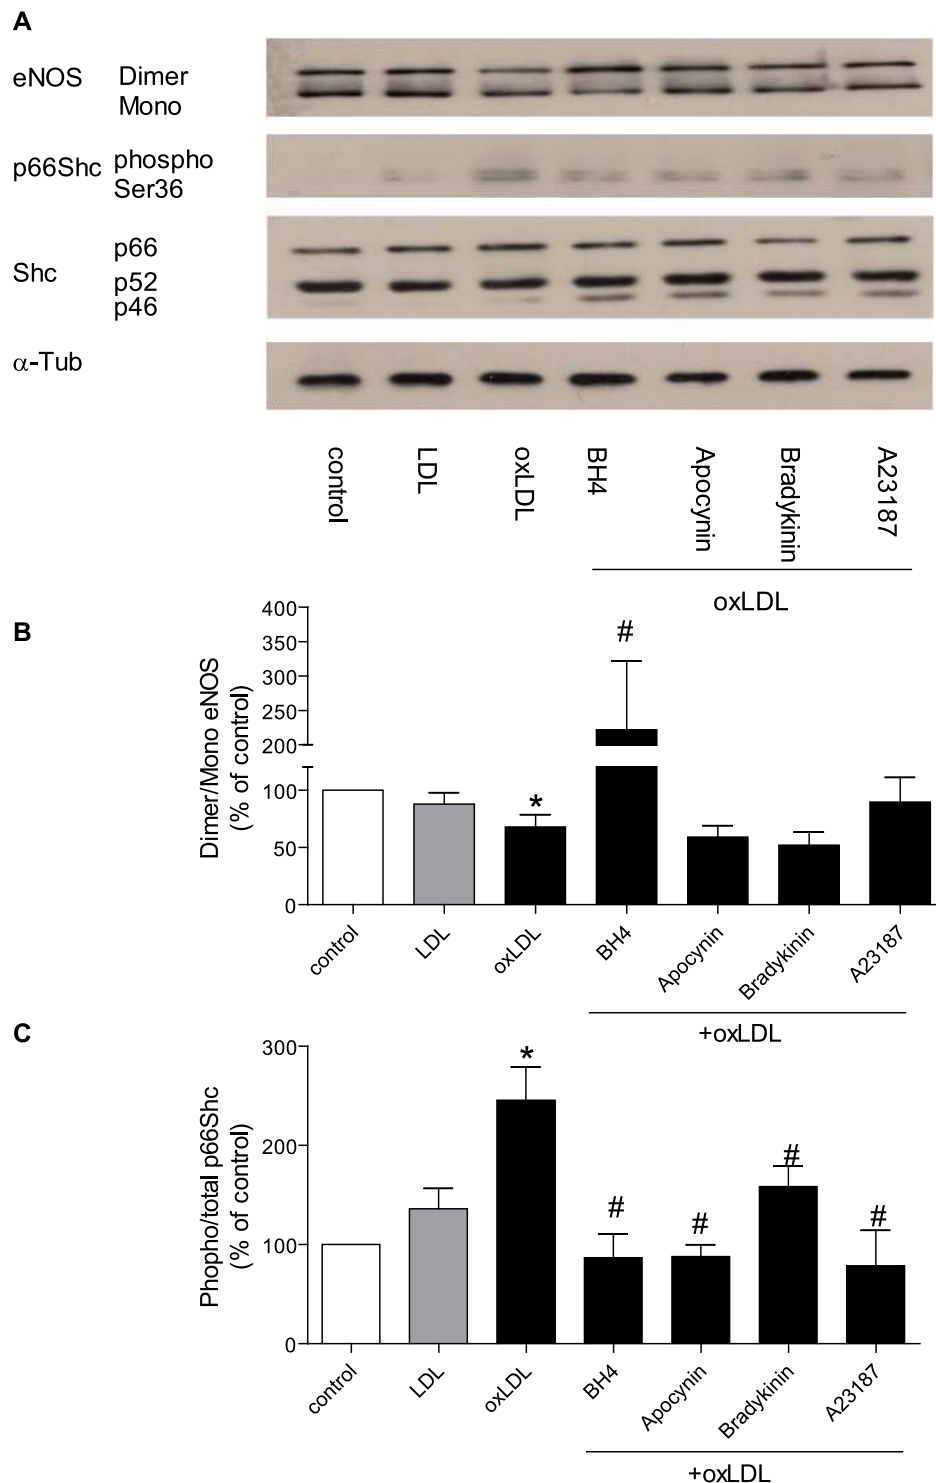 A
eNOS Dimer
Mono
p66Shc phospho
Ser36
p66
Shc
p52
p46
α-Tub
control LDL oxLDL BH4 Apocynin Bradykinin A23187
oxLDL
B
Dimer/Mono eNOS
(% of control)
400
350
300
250
200
100
50
0
#
*
control LDL oxLDL BH4 Apocynin Bradykinin A23187
+oxLDL
C
Phopho/total p66Shc
(% of control)
300
200
100
0
*
# # # #
control LDL oxLDL BH4 Apocynin Bradykinin A23187
+oxLDL